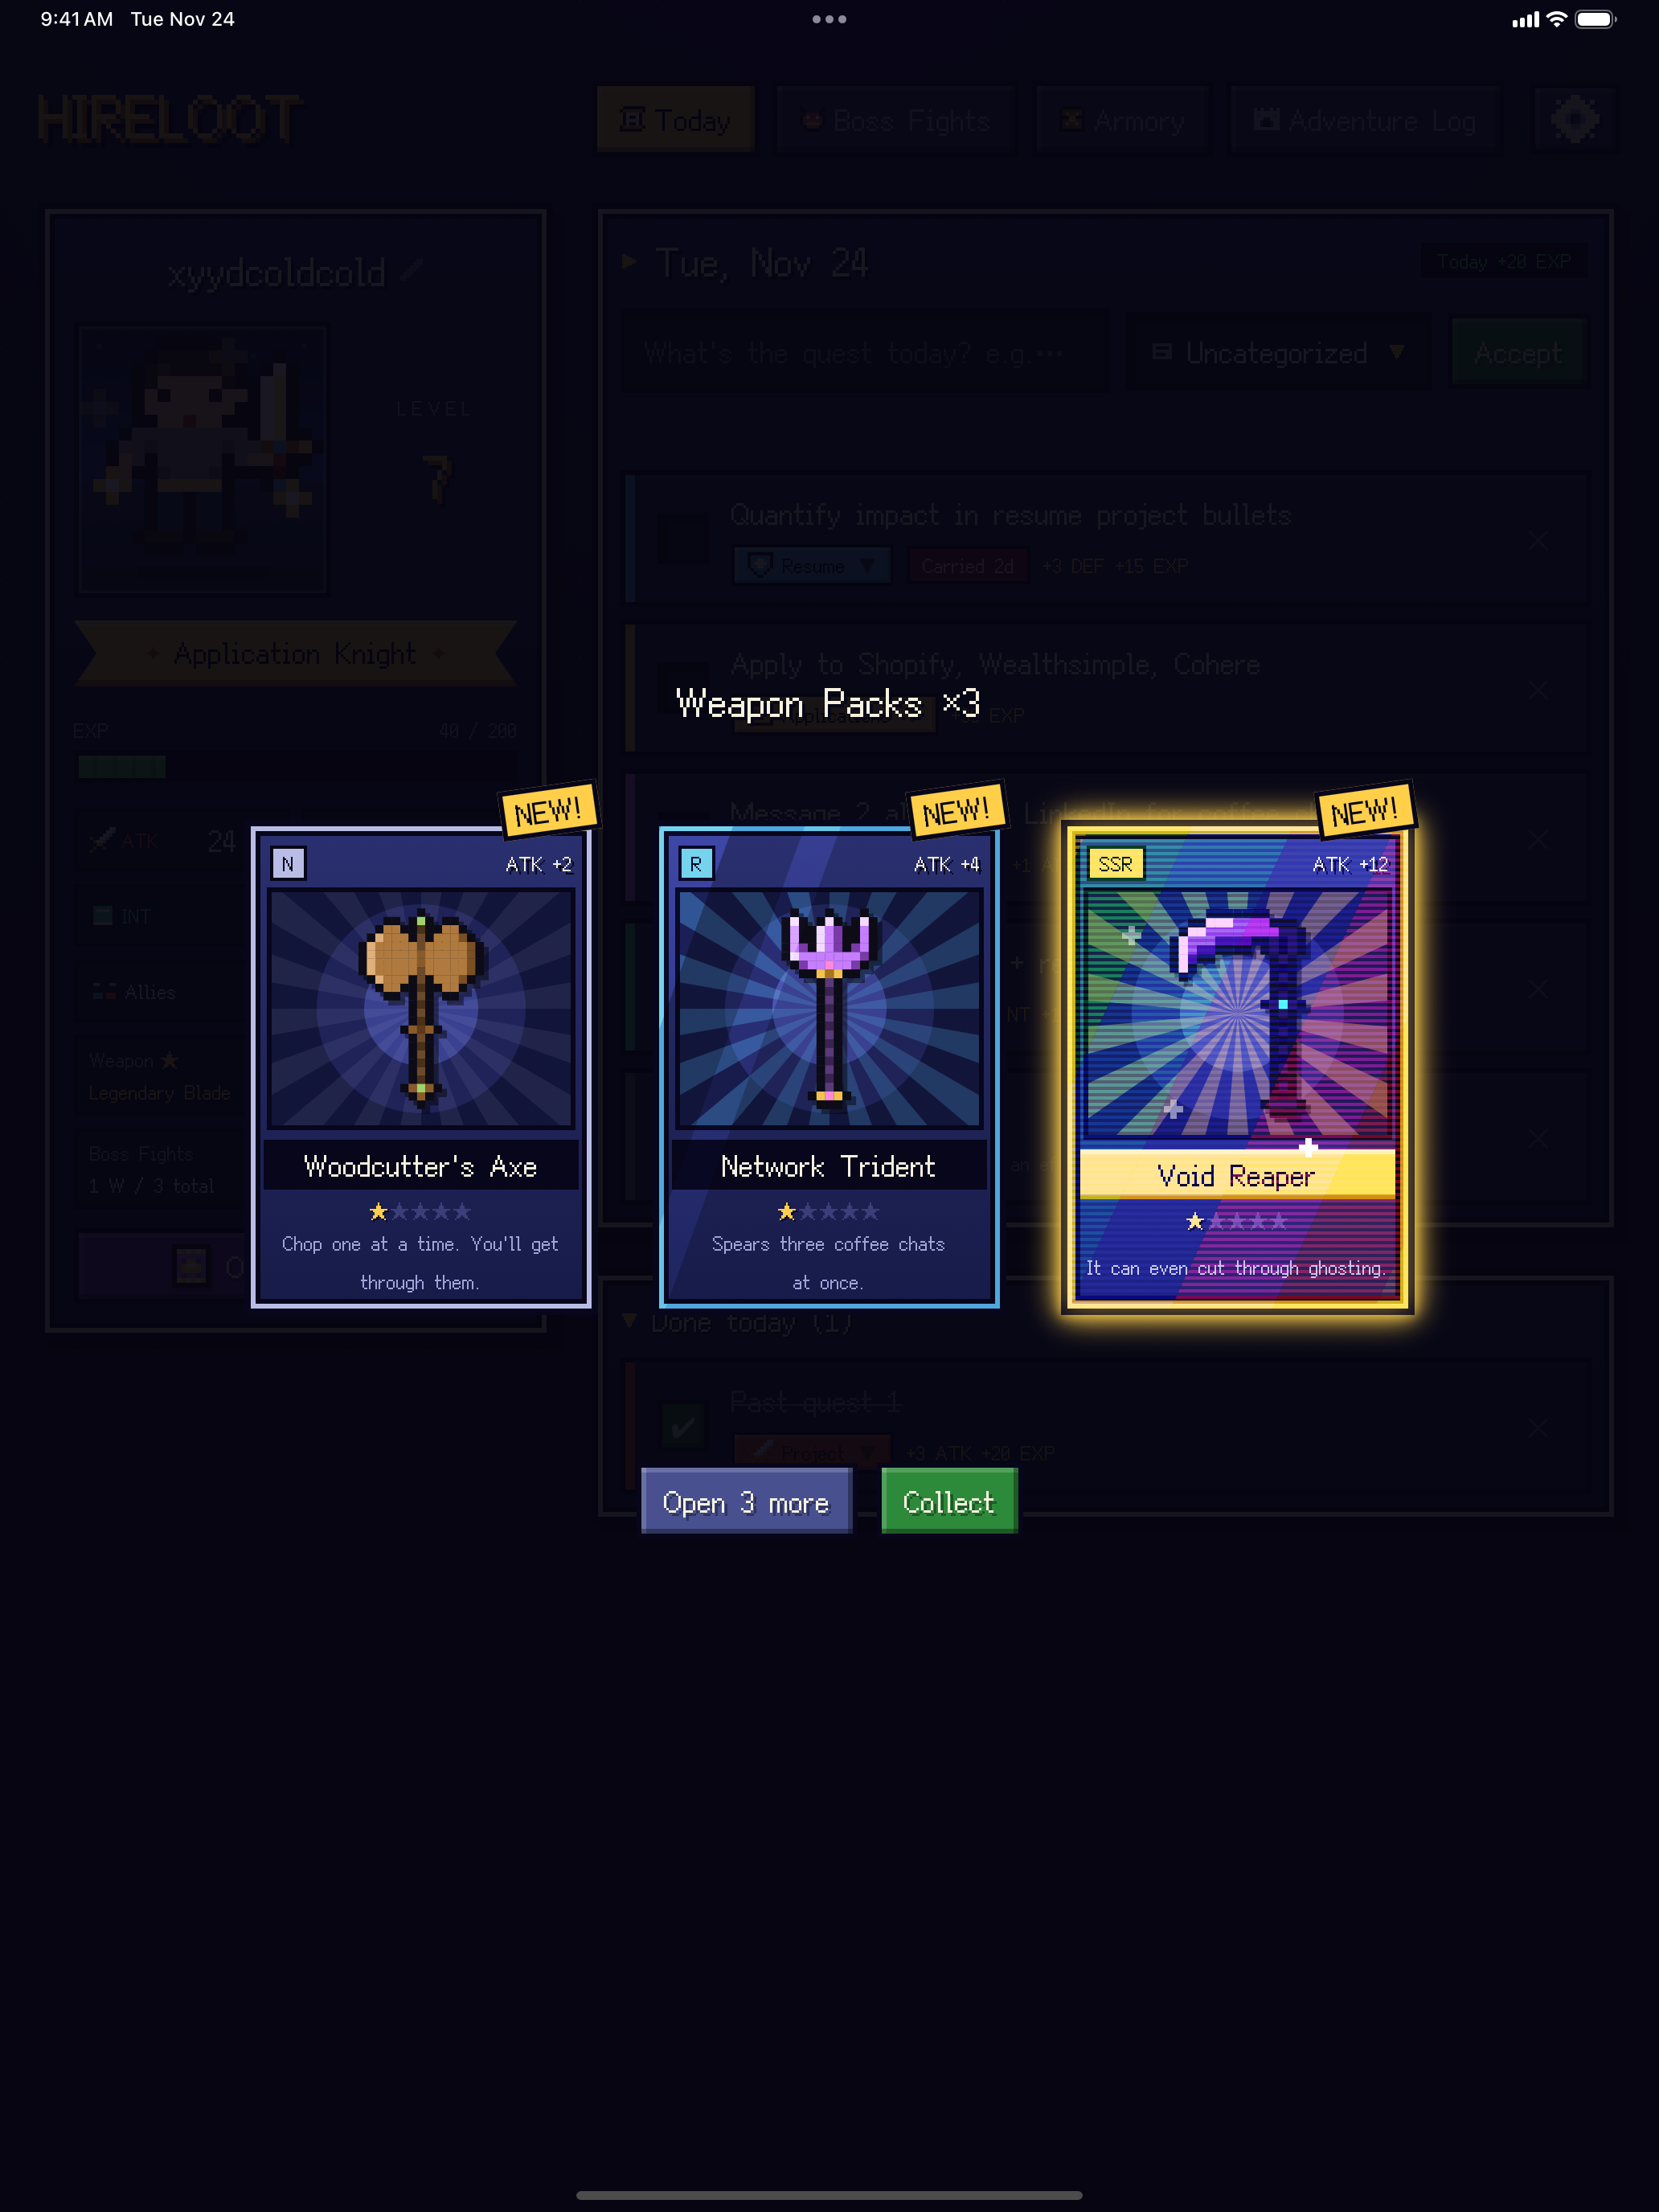 9:41 AM Tue Nov 24
HIRELOOT
Today
Boss Fights
Armory
Adventure Log
xyydcoldcold
LEVEL
7
Application Knight
EXP
40 / 200
ATK
24
INT
Allies
Weapon ★
Legendary Blade
Boss Fights
1 W / 3 total
Tue, Nov 24
Today +20 EXP
What's the quest today? e.g.…
Uncategorized
Accept
Quantify impact in resume project bullets
Resume
Carried 2d
+3 DEF +15 EXP
Apply to Shopify, Wealthsimple, Cohere
EXP
Message 2
Weapon Packs ×3
NEW!
N
ATK +2
Woodcutter's Axe
Chop one at a time. You'll get
through them.
NEW!
R
ATK +4
Network Trident
Spears three coffee chats
at once.
NEW!
SSR
ATK +12
Void Reaper
It can even cut through ghosting.
Done today (1)
Past quest 1
Project
+3 ATK +20 EXP
Open 3 more
Collect